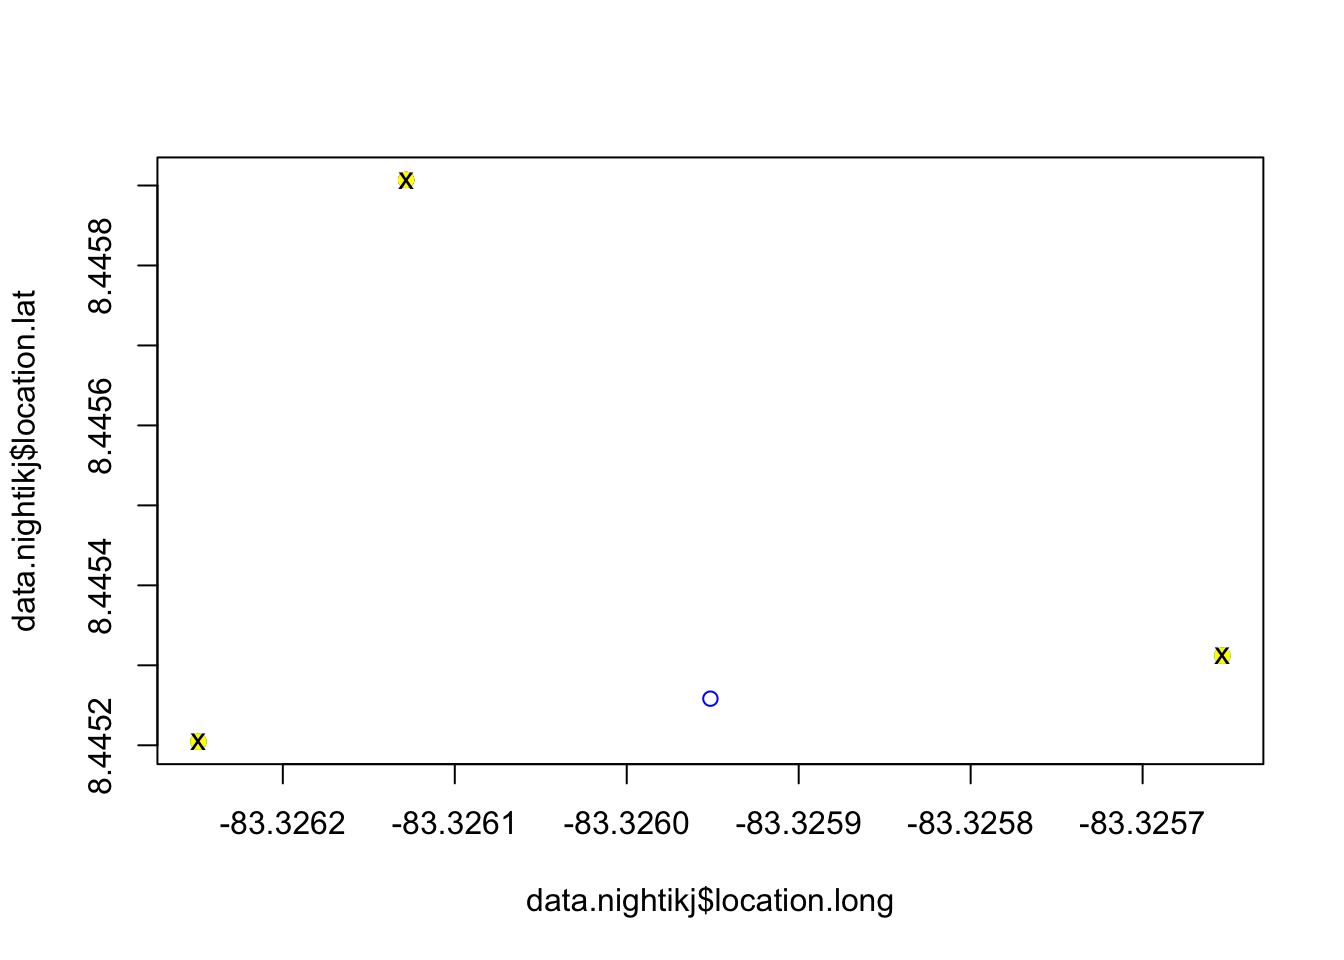 data.nightikj$location.lat
8.4458
8.4456
8.4454
8.4452
x
x
x
-83.3262 -83.3261 -83.3260 -83.3259 -83.3258 -83.3257
data.nightikj$location.long